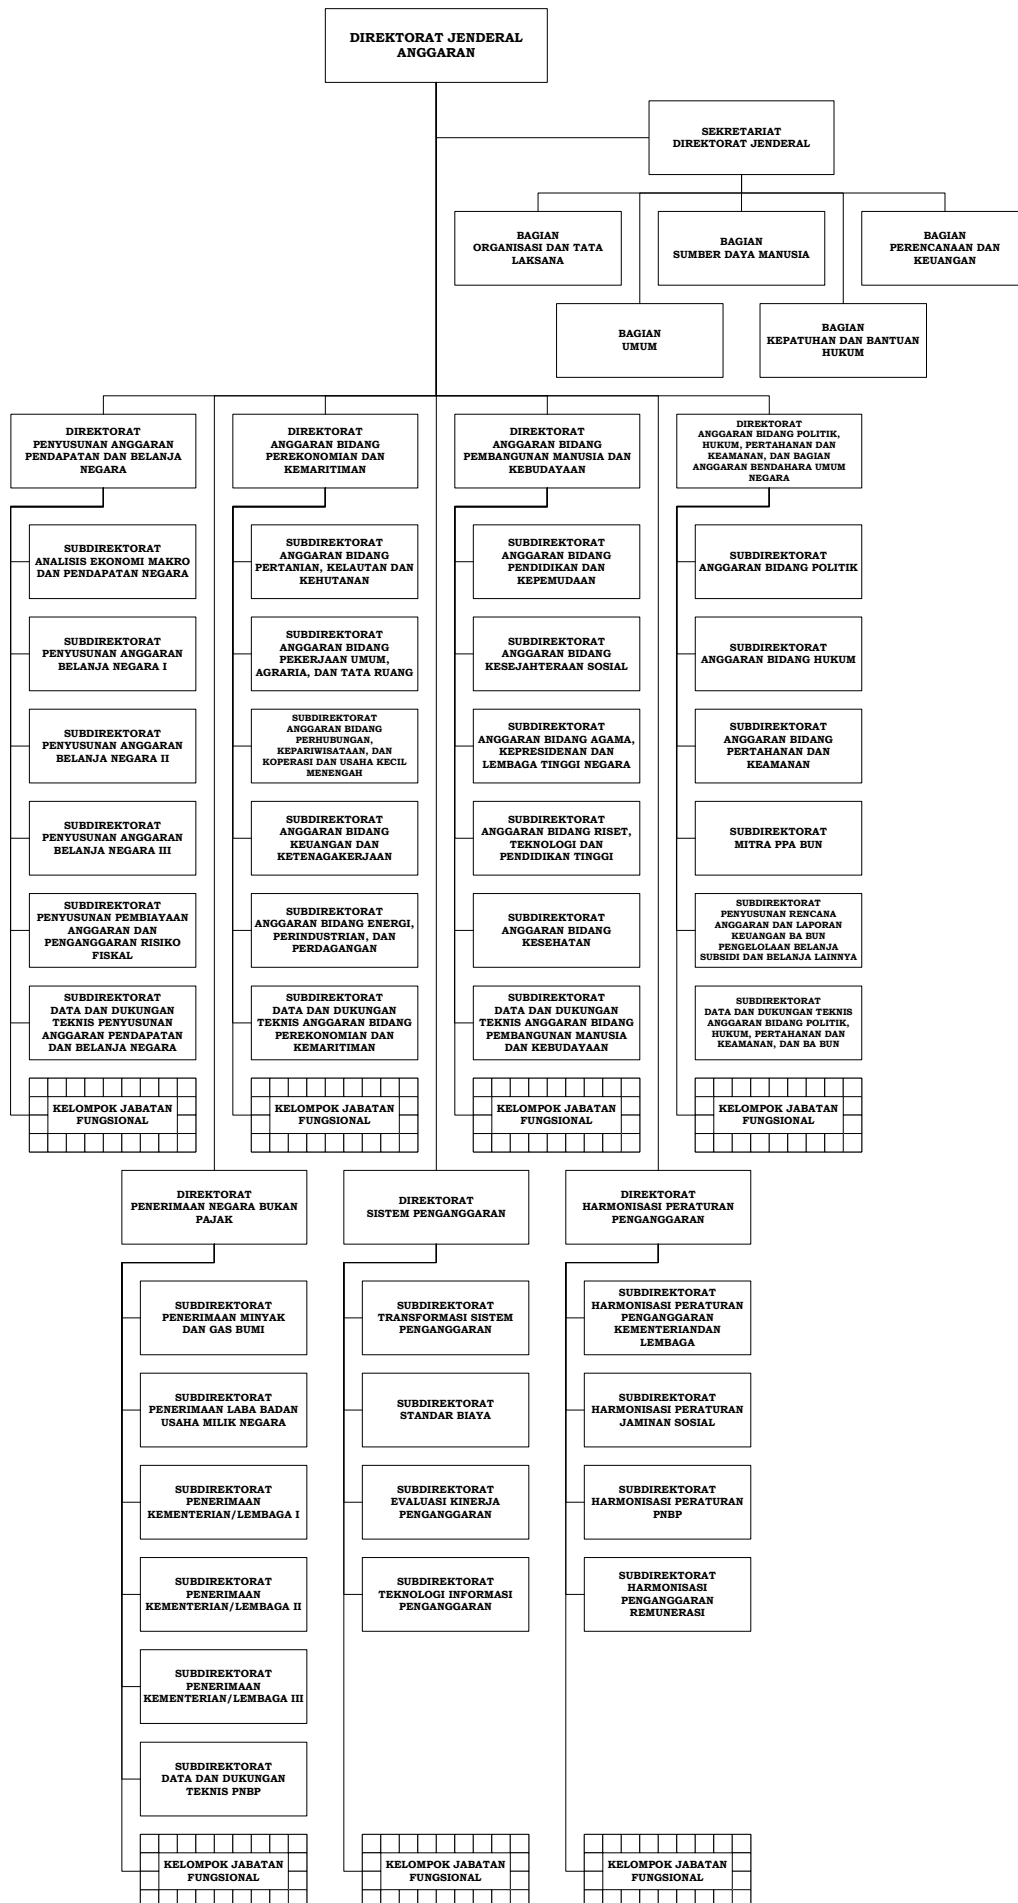 DIREKTORAT JENDERAL
ANGGARAN
SEKRETARIAT
DIREKTORAT JENDERAL
BAGIAN
ORGANISASI DAN TATA
LAKSANA
BAGIAN
SUMBER DAYA MANUSIA
BAGIAN
PERENCANAAN DAN
KEUANGAN
BAGIAN
UMUM
BAGIAN
KEPATUHAN DAN BANTUAN
HUKUM
DIREKTORAT
PENYUSUNAN ANGGARAN
PENDAPATAN DAN BELANJA
NEGARA
SUBDIREKTORAT
ANALISIS EKONOMI MAKRO
DAN PENDAPATAN NEGARA
SUBDIREKTORAT
PENYUSUNAN ANGGARAN
BELANJA NEGARA I
SUBDIREKTORAT
PENYUSUNAN ANGGARAN
BELANJA NEGARA II
SUBDIREKTORAT
PENYUSUNAN ANGGARAN
BELANJA NEGARA III
SUBDIREKTORAT
PENYUSUNAN PEMBIAYAAN
ANGGARAN DAN
PENGANGGARAN RISIKO
FISKAL
SUBDIREKTORAT
DATA DAN DUKUNGAN
TEKNIS PENYUSUNAN
ANGGARAN PENDAPATAN
DAN BELANJA NEGARA
KELOMPOK JABATAN
FUNGSIONAL
DIREKTORAT
ANGGARAN BIDANG
PEREKONOMIAN DAN
KEMARITIMAN
SUBDIREKTORAT
ANGGARAN BIDANG
PERTANIAN, KELAUTAN DAN
KEHUTANAN
SUBDIREKTORAT
ANGGARAN BIDANG
PEKERJAAN UMUM,
AGRARIA, DAN TATA RUANG
SUBDIREKTORAT
ANGGARAN BIDANG
PERHUBUNGAN,
KEPARIWISATAAN, DAN
KOPERASI DAN USAHA KECIL
MENENGAH
SUBDIREKTORAT
ANGGARAN BIDANG
KEUANGAN DAN
KETENAGAKERJAAN
SUBDIREKTORAT
ANGGARAN BIDANG ENERGI,
PERINDUSTRIAN, DAN
PERDAGANGAN
SUBDIREKTORAT
DATA DAN DUKUNGAN
TEKNIS ANGGARAN BIDANG
PEREKONOMIAN DAN
KEMARITIMAN
KELOMPOK JABATAN
FUNGSIONAL
DIREKTORAT
ANGGARAN BIDANG
PEMBANGUNAN MANUSIA DAN
KEBUDAYAAN
SUBDIREKTORAT
ANGGARAN BIDANG
PENDIDIKAN DAN
KEPEMUDAAN
SUBDIREKTORAT
ANGGARAN BIDANG
KESEJAHTERAAN SOSIAL
SUBDIREKTORAT
ANGGARAN BIDANG AGAMA,
KEPRESIDENAN DAN
LEMBAGA TINGGI NEGARA
SUBDIREKTORAT
ANGGARAN BIDANG RISET,
TEKNOLOGI DAN
PENDIDIKAN TINGGI
SUBDIREKTORAT
ANGGARAN BIDANG
KESEHATAN
SUBDIREKTORAT
DATA DAN DUKUNGAN
TEKNIS ANGGARAN BIDANG
PEMBANGUNAN MANUSIA
DAN KEBUDAYAAN
KELOMPOK JABATAN
FUNGSIONAL
DIREKTORAT
ANGGARAN BIDANG POLITIK,
HUKUM, PERTAHANAN DAN
KEAMANAN, DAN BAGIAN
ANGGARAN BENDAHARA UMUM
NEGARA
SUBDIREKTORAT
ANGGARAN BIDANG POLITIK
SUBDIREKTORAT
ANGGARAN BIDANG HUKUM
SUBDIREKTORAT
ANGGARAN BIDANG
PERTAHANAN DAN
KEAMANAN
SUBDIREKTORAT
MITRA PPA BUN
SUBDIREKTORAT
PENYUSUNAN RENCANA
ANGGARAN DAN LAPORAN
KEUANGAN BA BUN
PENGELOLAAN BELANJA
SUBSIDI DAN BELANJA LAINNYA
SUBDIREKTORAT
DATA DAN DUKUNGAN TEKNIS
ANGGARAN BIDANG POLITIK,
HUKUM, PERTAHANAN DAN
KEAMANAN, DAN BA BUN
KELOMPOK JABATAN
FUNGSIONAL
DIREKTORAT
PENERIMAAN NEGARA BUKAN
PAJAK
SUBDIREKTORAT
PENERIMAAN MINYAK
DAN GAS BUMI
SUBDIREKTORAT
PENERIMAAN LABA BADAN
USAHA MILIK NEGARA
SUBDIREKTORAT
PENERIMAAN
KEMENTERIAN/LEMBAGA I
SUBDIREKTORAT
PENERIMAAN
KEMENTERIAN/LEMBAGA II
SUBDIREKTORAT
PENERIMAAN
KEMENTERIAN/LEMBAGA III
SUBDIREKTORAT
DATA DAN DUKUNGAN
TEKNIS PNBP
KELOMPOK JABATAN
FUNGSIONAL
DIREKTORAT
SISTEM PENGANGGARAN
SUBDIREKTORAT
TRANSFORMASI SISTEM
PENGANGGARAN
SUBDIREKTORAT
STANDAR BIAYA
SUBDIREKTORAT
EVALUASI KINERJA
PENGANGGARAN
SUBDIREKTORAT
TEKNOLOGI INFORMASI
PENGANGGARAN
KELOMPOK JABATAN
FUNGSIONAL
DIREKTORAT
HARMONISASI PERATURAN
PENGANGGARAN
SUBDIREKTORAT
HARMONISASI PERATURAN
PENGANGGARAN
KEMENTERIANDAN
LEMBAGA
SUBDIREKTORAT
HARMONISASI PERATURAN
JAMINAN SOSIAL
SUBDIREKTORAT
HARMONISASI PERATURAN
PNBP
SUBDIREKTORAT
HARMONISASI
PENGANGGARAN
REMUNERASI
KELOMPOK JABATAN
FUNGSIONAL